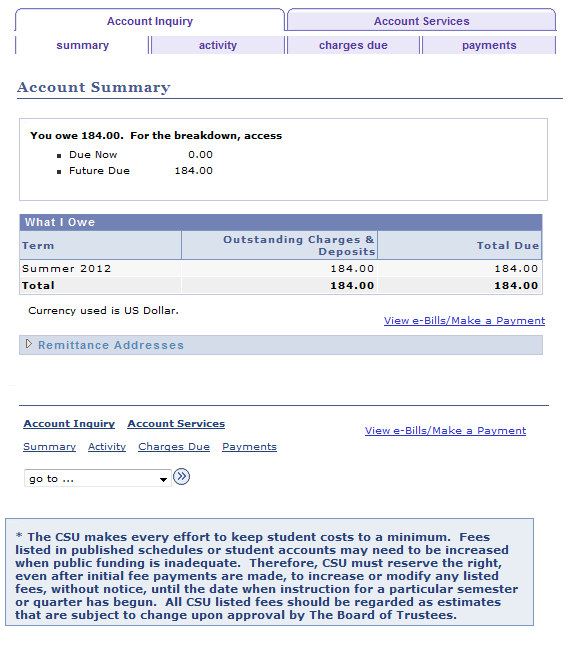 Account Inquiry Account Services
summary activity charges due payments
Account Summary
You owe 184.00. For the breakdown, access
Due Now 0.00
Future Due 184.00
What I Owe
Term Outstanding Charges & Deposits Total Due
Summer 2012 184.00 184.00
Total 184.00 184.00
Currency used is US Dollar.
View e-Bills/Make a Payment
Remittance Addresses
Account Inquiry Account Services
View e-Bills/Make a Payment
Summary Activity Charges Due Payments
go to ...
* The CSU makes every effort to keep student costs to a minimum. Fees
listed in published schedules or student accounts may need to be increased
when public funding is inadequate. Therefore, CSU must reserve the right,
even after initial fee payments are made, to increase or modify any listed
fees, without notice, until the date when instruction for a particular semester
or quarter has begun. All CSU listed fees should be regarded as estimates
that are subject to change upon approval by The Board of Trustees.